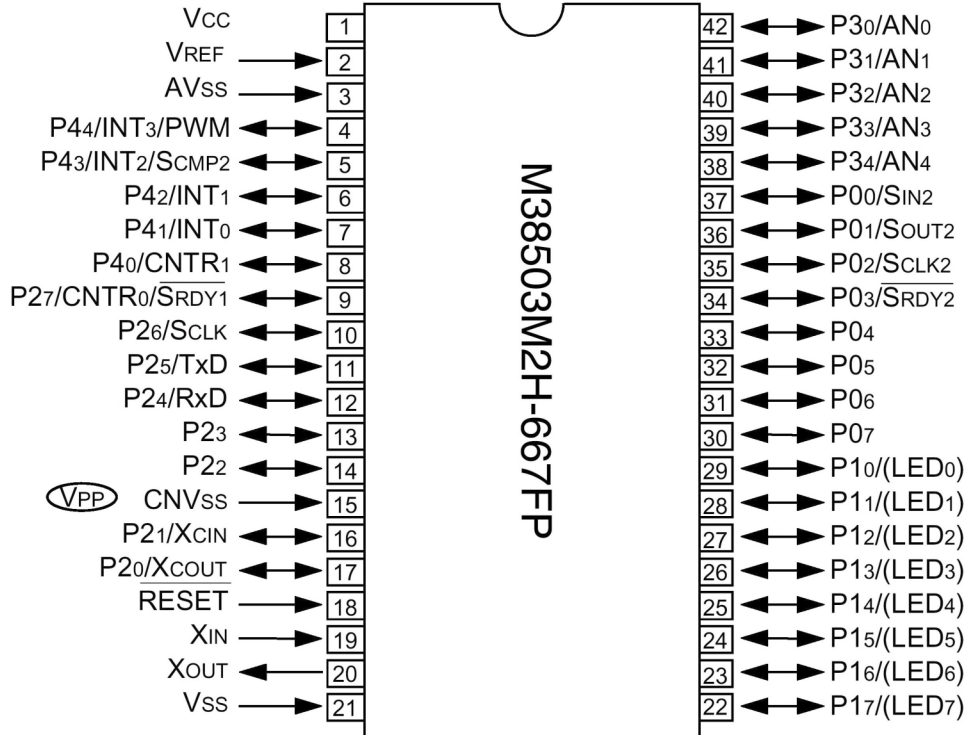 VCC 1
VREF 2
AVSS 3
P44/INT3/PWM 4
P43/INT2/SCMP2 5
P42/INT1 6
P41/INT0 7
P40/CNTR1 8
P27/CNTR0/SRDY1 9
P26/SCLK 10
P25/TxD 11
P24/RxD 12
P23 13
P22 14
VPP CNVSS 15
P21/XCIN 16
P20/XCOUT 17
RESET 18
XIN 19
XOUT 20
VSS 21
M38503M2H-667FP
42 P30/AN0
41 P31/AN1
40 P32/AN2
39 P33/AN3
38 P34/AN4
37 P00/SIN2
36 P01/SOUT2
35 P02/SCLK2
34 P03/SRDY2
33 P04
32 P05
31 P06
30 P07
29 P10/(LED0)
28 P11/(LED1)
27 P12/(LED2)
26 P13/(LED3)
25 P14/(LED4)
24 P15/(LED5)
23 P16/(LED6)
22 P17/(LED7)